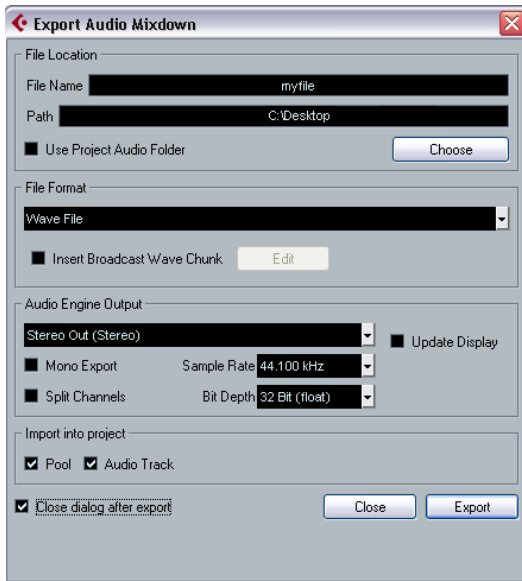 Export Audio Mixdown
File Location
File Name myfile
Path C:\Desktop
Use Project Audio Folder Choose
File Format
Wave File
Insert Broadcast Wave Chunk Edit
Audio Engine Output
Stereo Out (Stereo) Update Display
Mono Export Sample Rate 44.100 kHz
Split Channels Bit Depth 32 Bit (float)
Import into project
Pool Audio Track
Close dialog after export Close Export